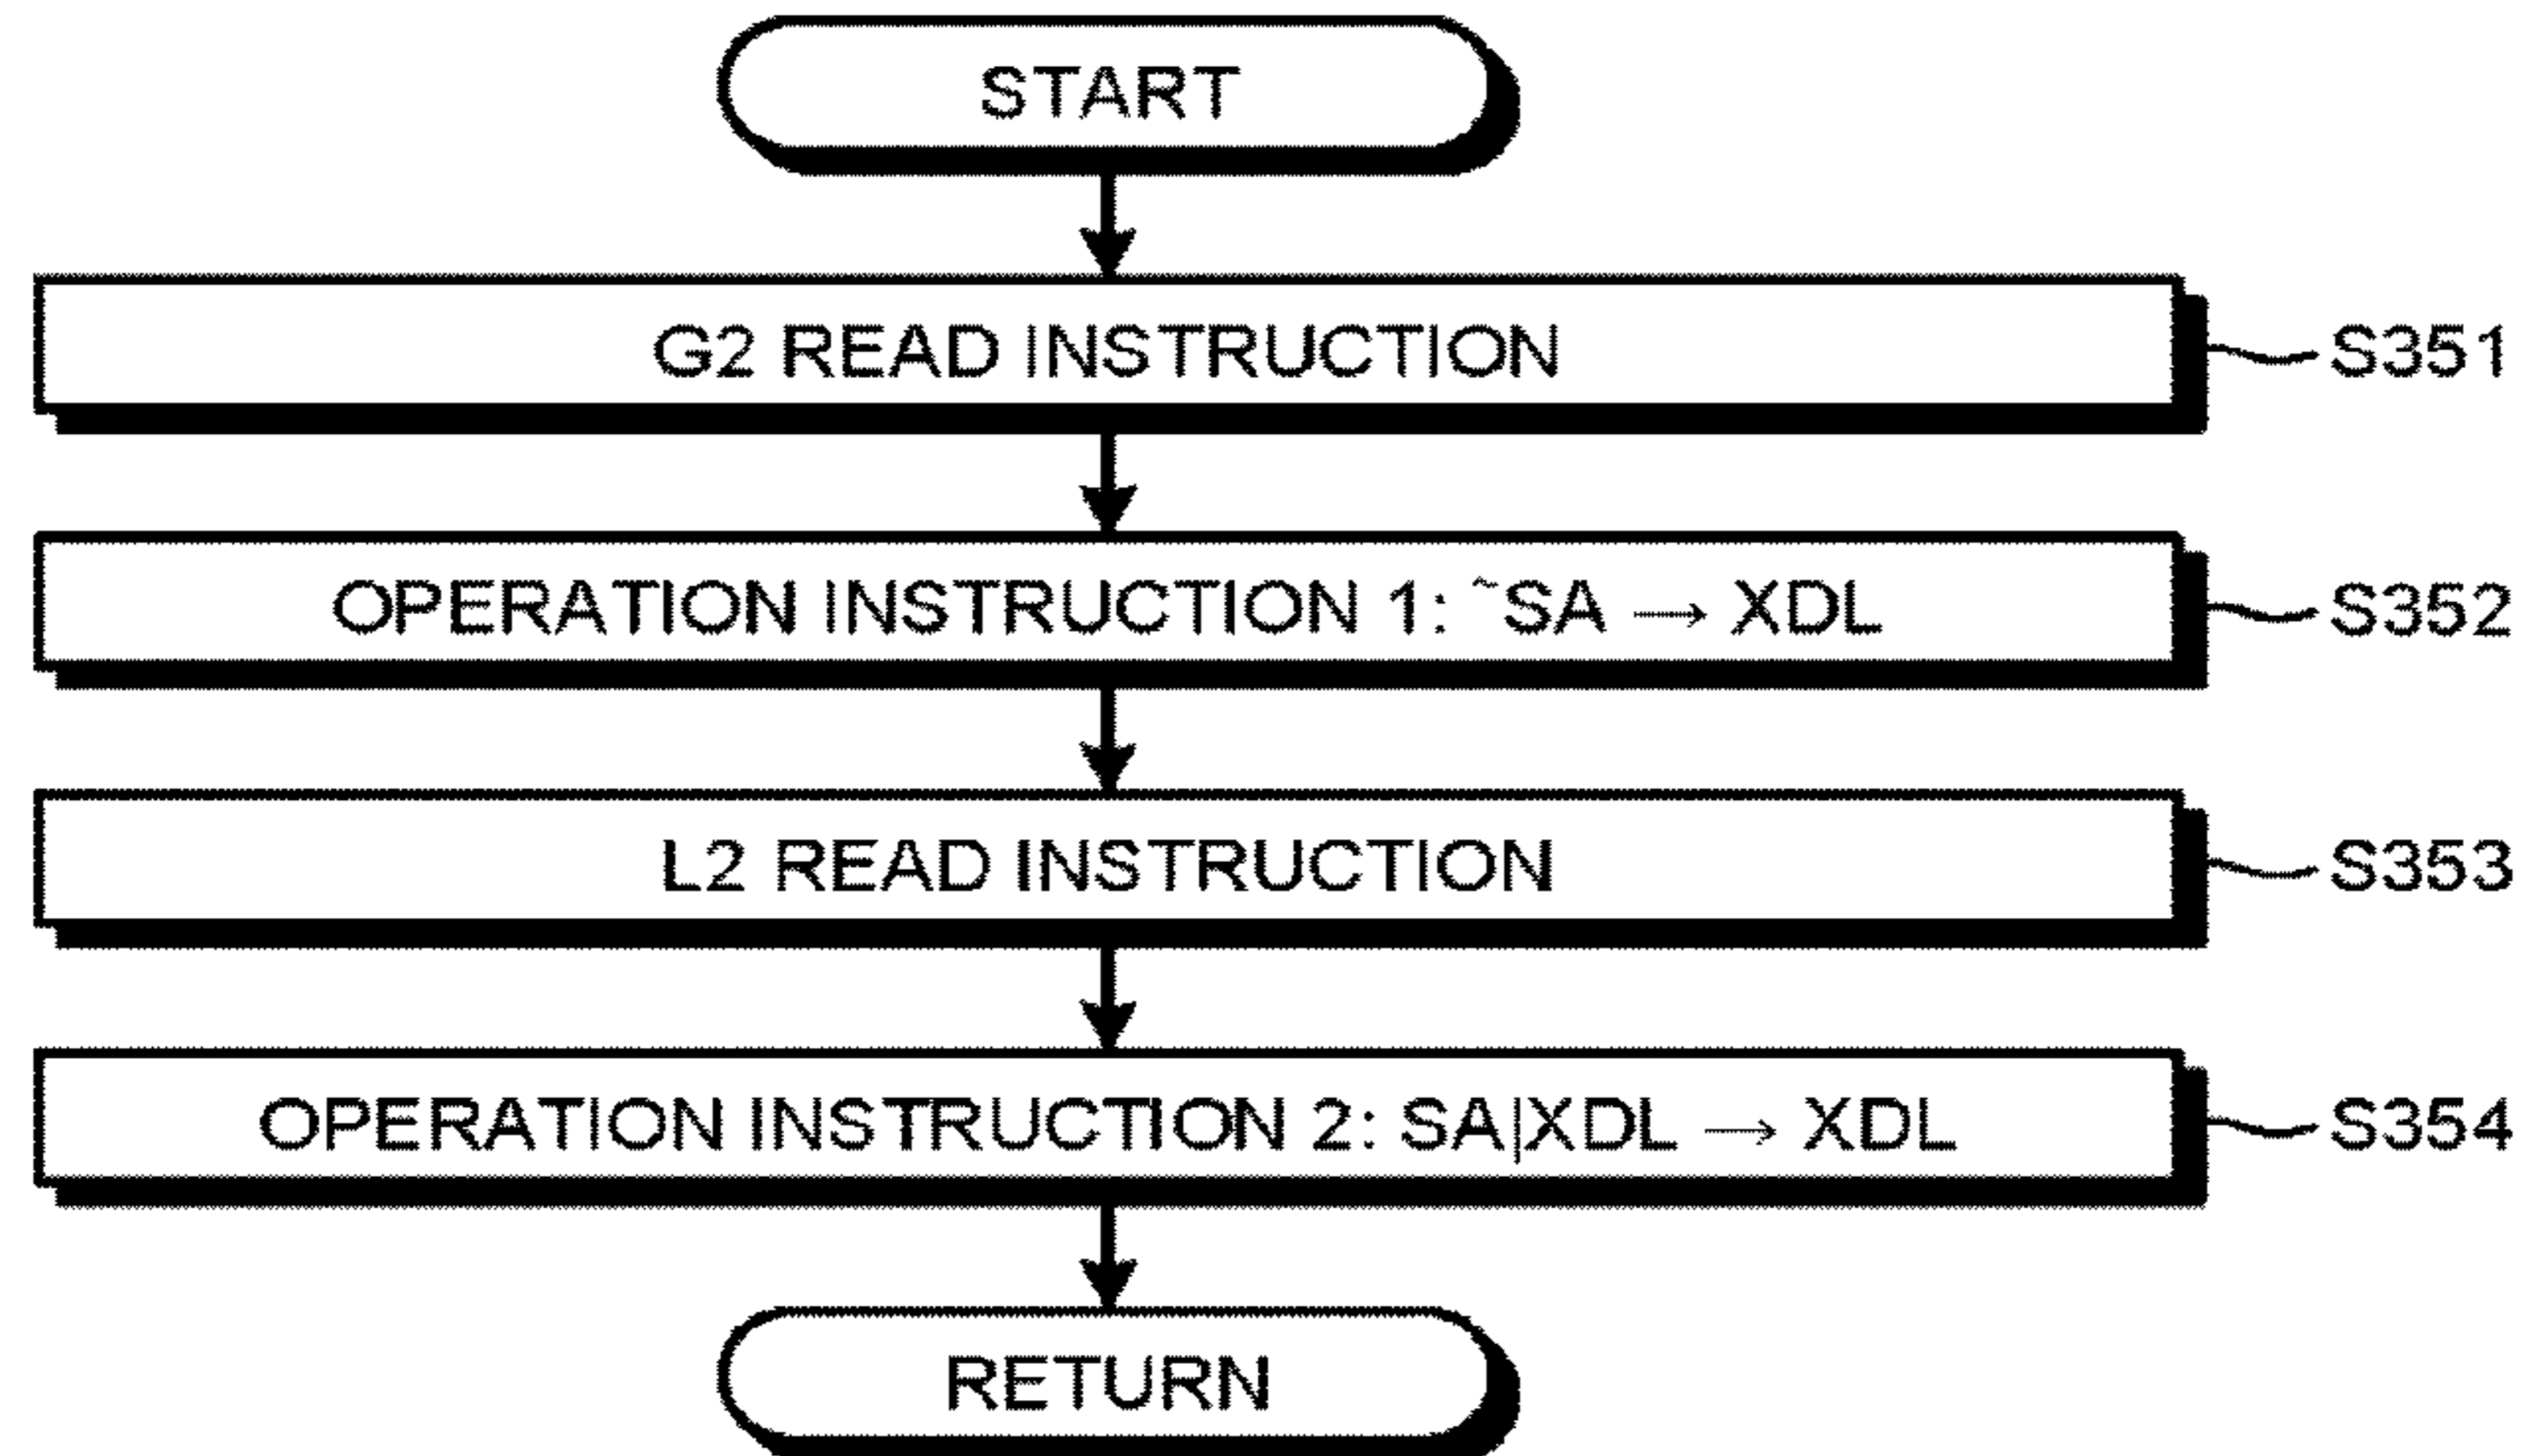 START
G2 READ INSTRUCTION
S351
OPERATION INSTRUCTION 1: ~SA → XDL
S352
L2 READ INSTRUCTION
S353
OPERATION INSTRUCTION 2: SA|XDL → XDL
S354
RETURN